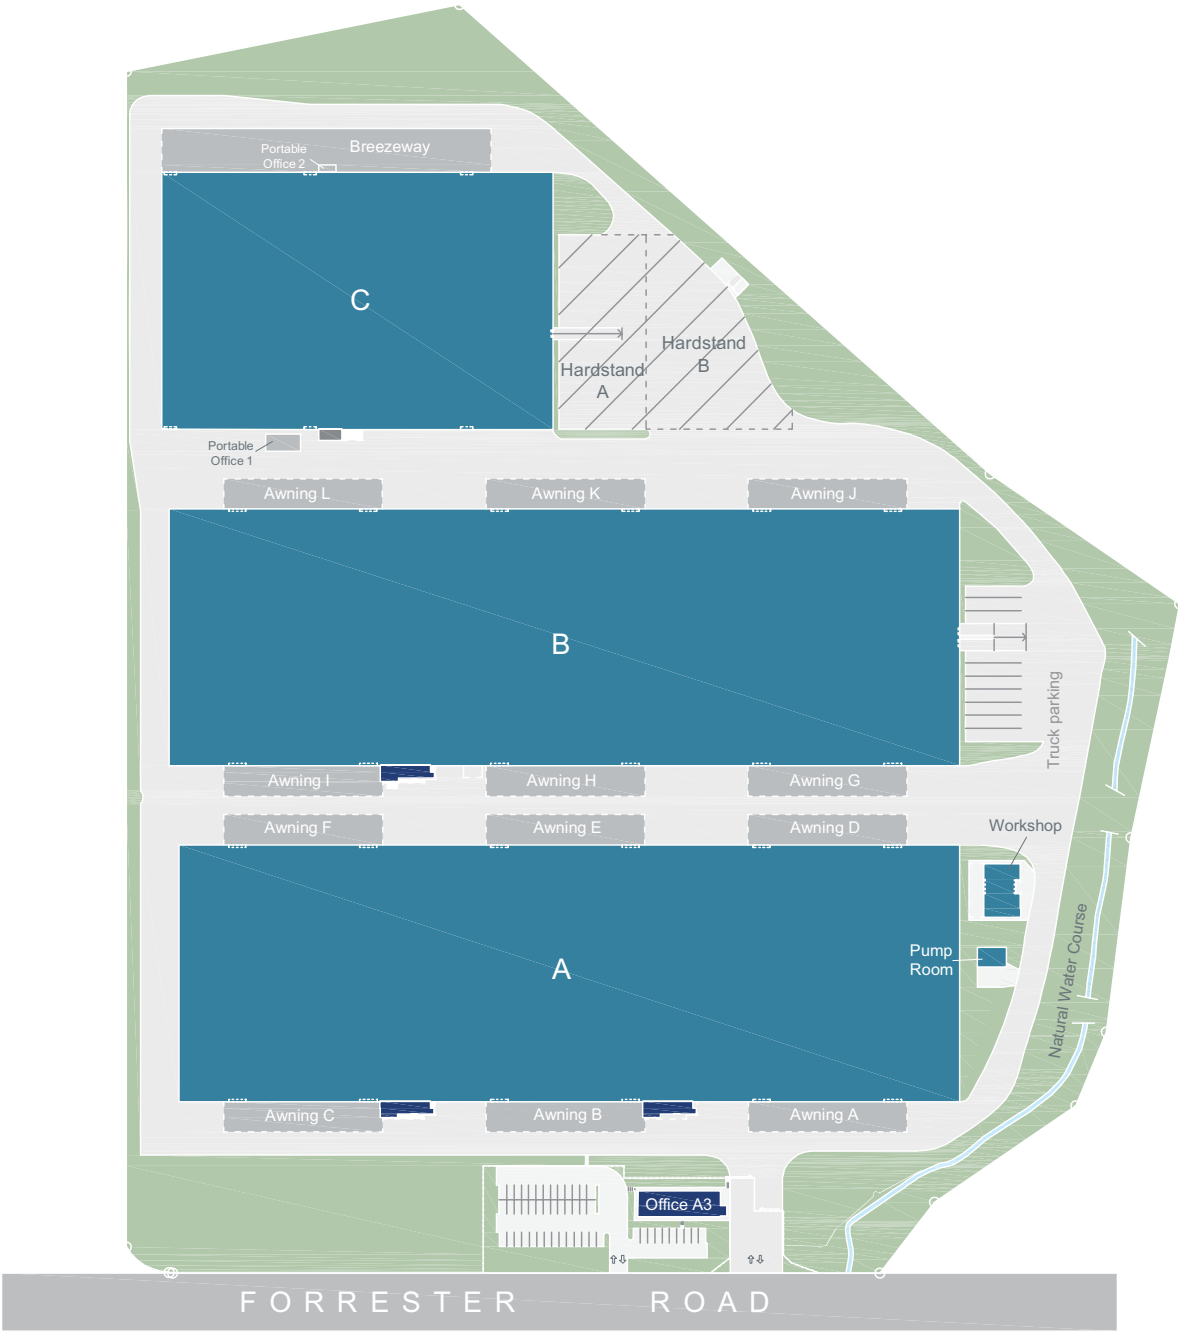 Breezeway
Portable
Office 2
C
Hardstand
B
Hardstand
A
Portable
Office 1
Awning L
Awning K
Awning J
B
Truck parking
Awning I
Awning H
Awning G
Awning F
Awning E
Awning D
Workshop
A
Pump
Room
Natural Water Course
Awning C
Awning B
Awning A
Office A3
FORRESTER ROAD